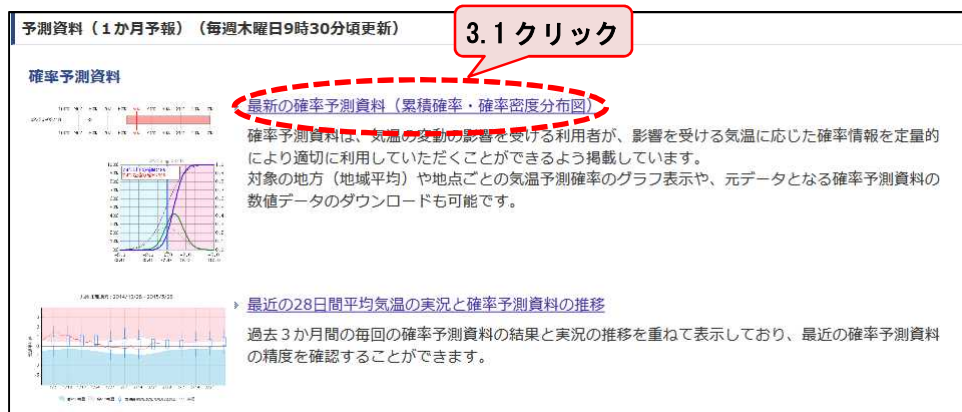 予測資料（１か月予報）（毎週木曜日9時30分頃更新）
3.1クリック
確率予測資料
最新の確率予測資料（累積確率・確率密度分布図）
確率予測資料は、気温の変動の影響を受ける利用者が、影響を受ける気温に応じた確率情報を定量的
により適切に利用していただくことができるよう掲載しています。
対象の地方（地域平均）や地点ごとの気温予測確率のグラフ表示や、元データとなる確率予測資料の
数値データのダウンロードも可能です。
最近の28日間平均気温の実況と確率予測資料の推移
過去３か月間の毎回の確率予測資料の結果と実況の推移を重ねて表示しており、最近の確率予測資料
の精度を確認することができます。